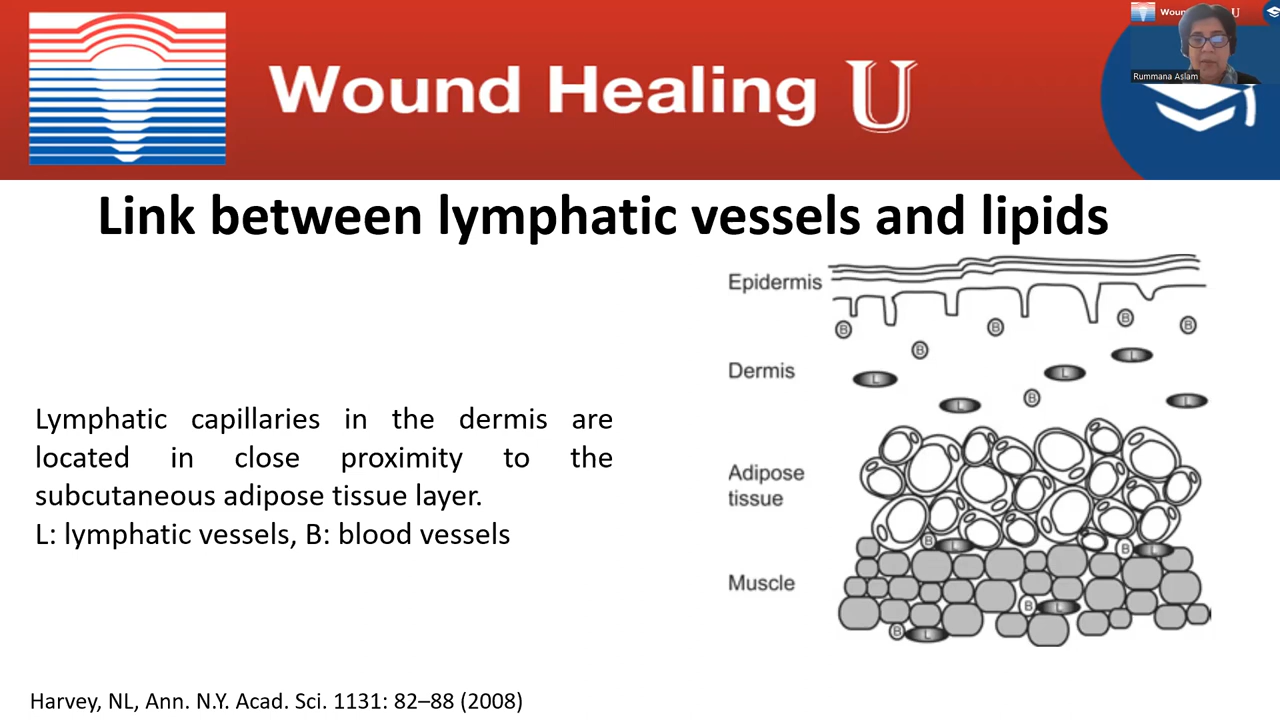 Wound Healing U
Woun
U
Rummana Aslam
Link between lymphatic vessels and lipids
Lymphatic capillaries in the dermis are
located in close proximity to the
subcutaneous adipose tissue layer.
L: lymphatic vessels, B: blood vessels
Epidermis
B
B
B
B
B
Dermis
L
L
L
B
L
L
Adipose
tissue
B
L
B
L
Muscle
B
L
B
L
Harvey, NL, Ann. N.Y. Acad. Sci. 1131: 82–88 (2008)